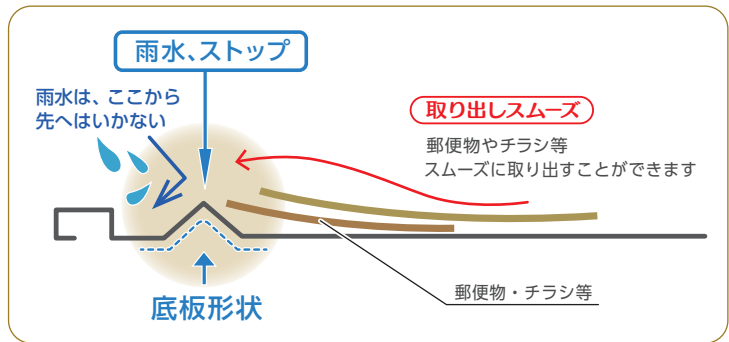 雨水、ストップ
雨水は、ここから
先へはいかない
取り出しスムーズ
郵便物やチラシ等
スムーズに取り出すことができます
郵便物・チラシ等
底板形状